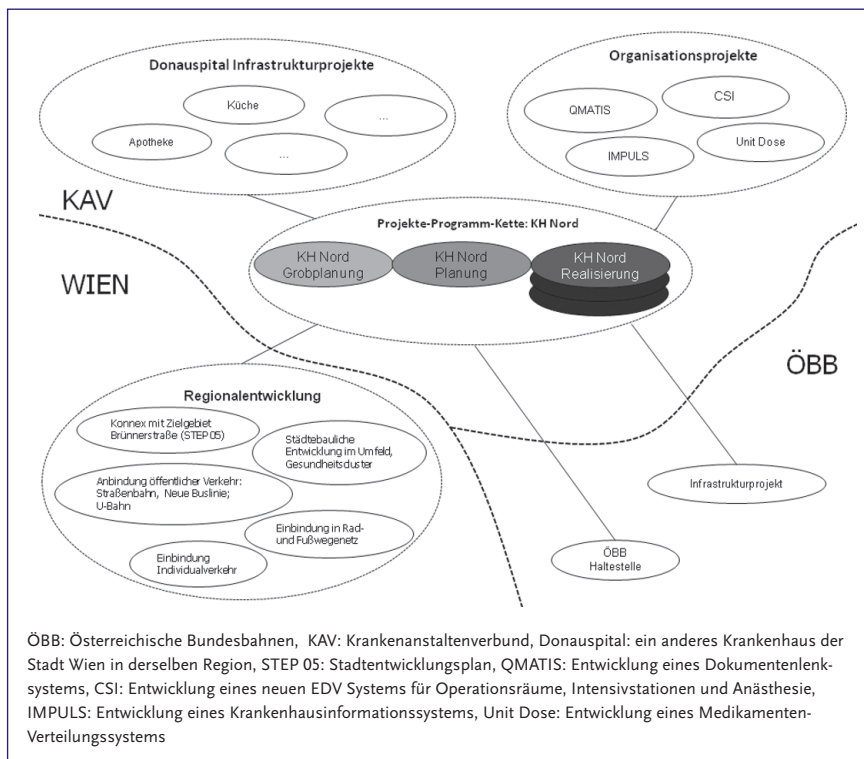 Donauspital Infrastrukturprojekte
Küche
...
Apotheke
...
Organisationsprojekte
CSI
QMATIS
Unit Dose
IMPULS
KAV
WIEN
ÖBB
Projekte-Programm-Kette: KH Nord
KH Nord
Grobplanung
KH Nord
Planung
KH Nord
Realisierung
Regionalentwicklung
Konnex mit Zielgebiet
Brünnerstraße (STEP 05)
Städtebauliche
Entwicklung im Umfeld,
Gesundheitscluster
Anbindung öffentlicher Verkehr:
Straßenbahn, Neue Buslinie;
U-Bahn
Einbindung in Rad-
und Fußwegenetz
Einbindung
Individualverkehr
Infrastrukturprojekt
ÖBB
Haltestelle
ÖBB: Österreichische Bundesbahnen, KAV: Krankenanstaltenverbund, Donauspital: ein anderes Krankenhaus der
Stadt Wien in derselben Region, STEP 05: Stadtentwicklungsplan, QMATIS: Entwicklung eines Dokumentenlenk-
systems, CSI: Entwicklung eines neuen EDV Systems für Operationsräume, Intensivstationen und Anästhesie,
IMPULS: Entwicklung eines Krankenhausinformationssystems, Unit Dose: Entwicklung eines Medikamenten-
Verteilungssystems